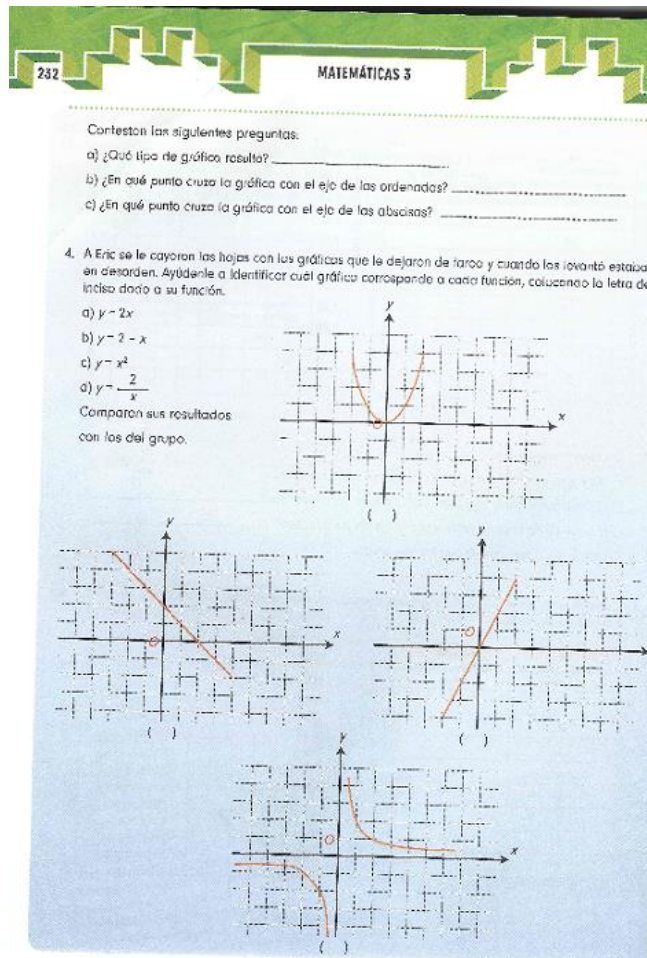 232
MATEMÁTICAS 3
Contesten las siguientes preguntas.
a) ¿Qué tipo de gráfica resulta?
b) ¿En qué punto cruza la gráfica con el eje de las ordenadas?
c) ¿En qué punto cruza la gráfica con el eje de las abscisas?
4. A Eric se le cayeron las hojas con las gráficas que le dejaron de tarea y cuando las levantó estaba
en desorden. Ayúdenle a identificar cuál gráfica corresponde a cada función, colocando la letra de
inciso dado a su función.
a) y = 2x
b) y = 2 - x
c) y = x²
d) y = 2/x
Comparen sus resultados
con los del grupo.
y
x
O
( )
y
x
O
( )
y
O
( )
y
x
O
( )